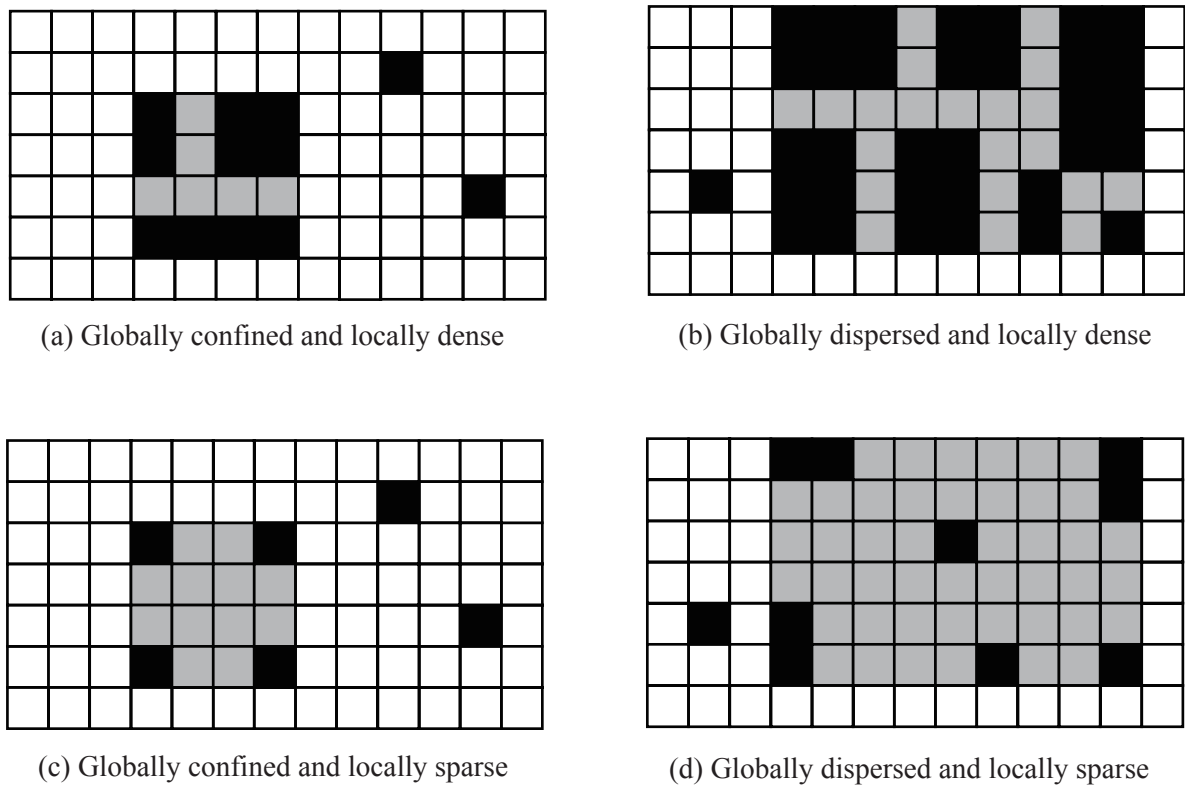 (a) Globally confined and locally dense
(b) Globally dispersed and locally dense
(c) Globally confined and locally sparse
(d) Globally dispersed and locally sparse